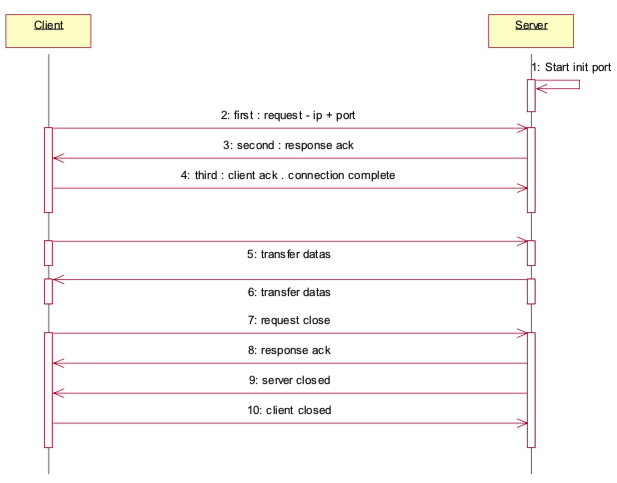 Client
Server
1: Start init port
2: first : request - ip + port
3: second : response ack
4: third : client ack . connection complete
5: transfer datas
6: transfer datas
7: request close
8: response ack
9: server closed
10: client closed